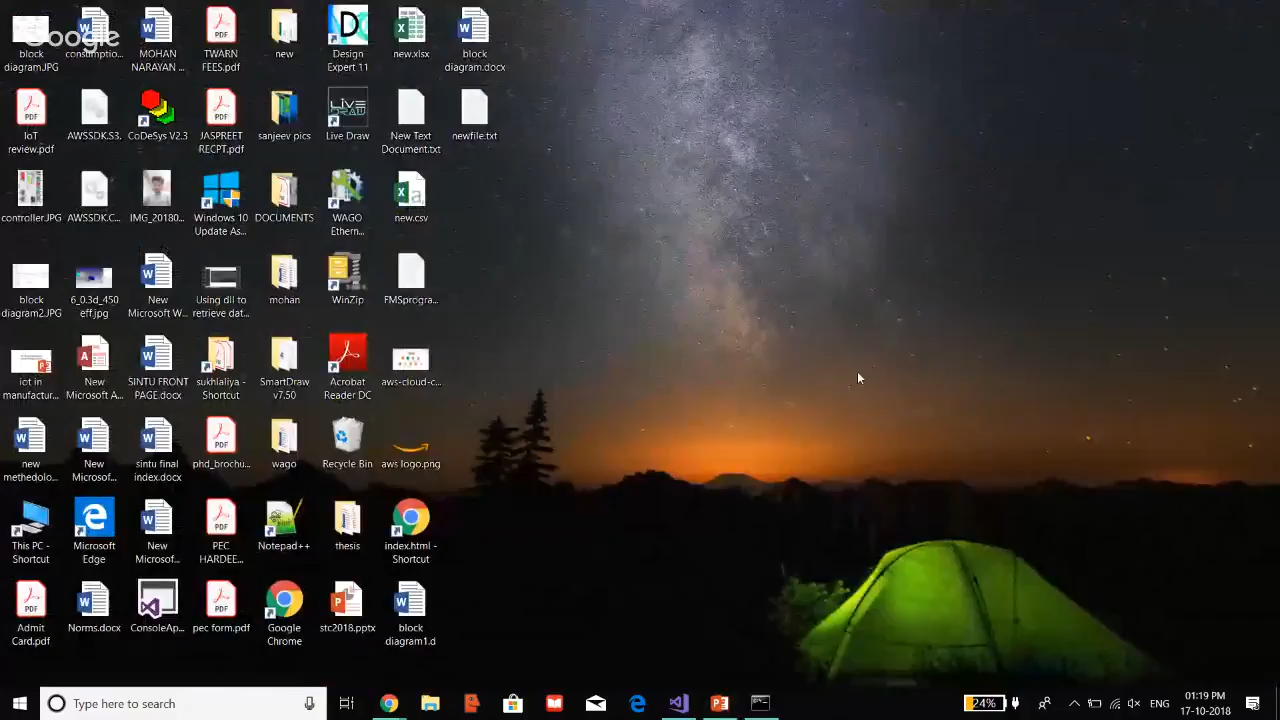 Google
block
diagramJPG
consumptio...
MOHAN
NARAYAN ...
TWARN
FEES.pdf
new
Design
Expert 11
new.xlsx
block
diagram.docx
IoT
review.pdf
AWSSDK.S3.
CoDeSys V2.3
JASPREET
RECPT.pdf
sanjeev pics
LIVE
DRAW
Live Draw
New Text
Document.txt
newfile.txt
controller.JPG
AWSSDK.C...
IMG_20180...
Windows 10
Update As...
DOCUMENTS
WAGO
Ethern...
new.csv
block
diagram2.JPG
6_0.3d_450
eff.jpg
New
Microsoft W...
Using dll to
retrieve dat...
mohan
WinZip
FMSprogra...
iot in
manufactur...
New
Microsoft A...
SINTU FRONT
PAGE.docx
sukhlaliya -
Shortcut
SmartDraw
v7.50
Acrobat
Reader DC
aws-cloud-c...
new
methedolo...
New
Microsof...
sintu final
index.docx
phd_brochu...
wago
Recycle Bin
aws logo.png
This PC -
Shortcut
Microsoft
Edge
New
Microsof...
PEC
HARDEE...
Notepad++
thesis
index.html -
Shortcut
Admit
Card.pdf
Norms.docx
ConsoleAp...
pec form.pdf
Google
Chrome
stc2018.pptx
block
diagram1.d
Type here to search
24%
ENG
:19 PM
17-10-2018